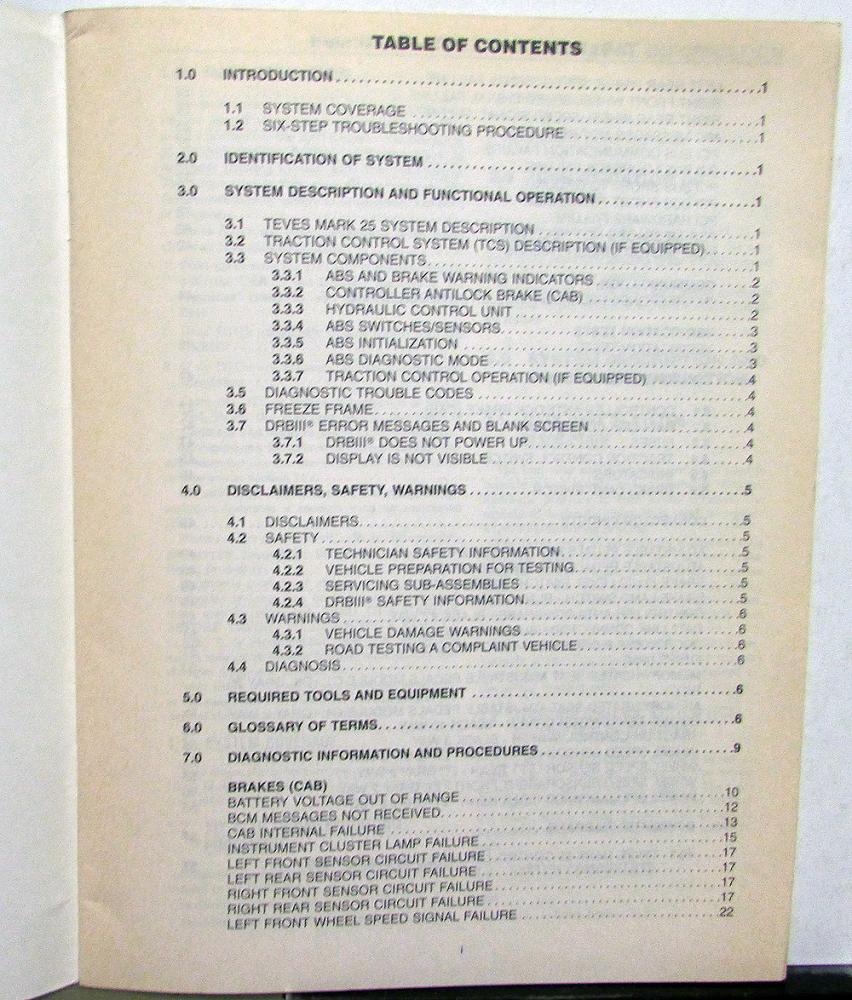 TABLE OF CONTENTS
1.0 INTRODUCTION . . . . . . . . . . . . . . . . . . . . 1
1.1 SYSTEM COVERAGE . . . . . . . . . . . . . . . . . . . . 1
1.2 SIX-STEP TROUBLESHOOTING PROCEDURE . . . . . . . . . . . . . . . . . . . . 1
2.0 IDENTIFICATION OF SYSTEM . . . . . . . . . . . . . . . . . . . . 1
3.0 SYSTEM DESCRIPTION AND FUNCTIONAL OPERATION . . . . . . . . . . . . . . . . . . . . 1
3.1 TEVES MARK 25 SYSTEM DESCRIPTION . . . . . . . . . . . . . . . . . . . . 1
3.2 TRACTION CONTROL SYSTEM (TCS) DESCRIPTION (IF EQUIPPED) . . . . . . . 1
3.3 SYSTEM COMPONENTS . . . . . . . . . . . . . . . . . . . . 1
3.3.1 ABS AND BRAKE WARNING INDICATORS . . . . . . . . . . . . . . . . . . . . 2
3.3.2 CONTROLLER ANTILOCK BRAKE (CAB) . . . . . . . . . . . . . . . . . . . . 2
3.3.3 HYDRAULIC CONTROL UNIT . . . . . . . . . . . . . . . . . . . . 2
3.3.4 ABS SWITCHES/SENSORS . . . . . . . . . . . . . . . . . . . . 3
3.3.5 ABS INITIALIZATION . . . . . . . . . . . . . . . . . . . . 3
3.3.6 ABS DIAGNOSTIC MODE . . . . . . . . . . . . . . . . . . . . 3
3.3.7 TRACTION CONTROL OPERATION (IF EQUIPPED) . . . . . . . . . . . . . . 4
3.5 DIAGNOSTIC TROUBLE CODES . . . . . . . . . . . . . . . . . . . . 4
3.6 FREEZE FRAME . . . . . . . . . . . . . . . . . . . . 4
3.7 DRBIII® ERROR MESSAGES AND BLANK SCREEN . . . . . . . . . . . . . . . . . . . . 4
3.7.1 DRBIII® DOES NOT POWER UP . . . . . . . . . . . . . . . . . . . . 4
3.7.2 DISPLAY IS NOT VISIBLE . . . . . . . . . . . . . . . . . . . . 4
4.0 DISCLAIMERS, SAFETY, WARNINGS . . . . . . . . . . . . . . . . . . . . 5
4.1 DISCLAIMERS . . . . . . . . . . . . . . . . . . . . 5
4.2 SAFETY . . . . . . . . . . . . . . . . . . . . 5
4.2.1 TECHNICIAN SAFETY INFORMATION . . . . . . . . . . . . . . . . . . . . 5
4.2.2 VEHICLE PREPARATION FOR TESTING . . . . . . . . . . . . . . . . . . . . 5
4.2.3 SERVICING SUB-ASSEMBLIES . . . . . . . . . . . . . . . . . . . . 5
4.2.4 DRBIII® SAFETY INFORMATION . . . . . . . . . . . . . . . . . . . . 5
4.3 WARNINGS . . . . . . . . . . . . . . . . . . . . 6
4.3.1 VEHICLE DAMAGE WARNINGS . . . . . . . . . . . . . . . . . . . . 6
4.3.2 ROAD TESTING A COMPLAINT VEHICLE . . . . . . . . . . . . . . . . . . . . 6
4.4 DIAGNOSIS . . . . . . . . . . . . . . . . . . . . 6
5.0 REQUIRED TOOLS AND EQUIPMENT . . . . . . . . . . . . . . . . . . . . 6
6.0 GLOSSARY OF TERMS . . . . . . . . . . . . . . . . . . . . 6
7.0 DIAGNOSTIC INFORMATION AND PROCEDURES . . . . . . . . . . . . . . . . . . . . 9
BRAKES (CAB)
BATTERY VOLTAGE OUT OF RANGE . . . . . . . . . . . . . . . . . . . . 10
BCM MESSAGES NOT RECEIVED . . . . . . . . . . . . . . . . . . . . 12
CAB INTERNAL FAILURE . . . . . . . . . . . . . . . . . . . . 13
INSTRUMENT CLUSTER LAMP FAILURE . . . . . . . . . . . . . . . . . . . . 15
LEFT FRONT SENSOR CIRCUIT FAILURE . . . . . . . . . . . . . . . . . . . . 17
LEFT REAR SENSOR CIRCUIT FAILURE . . . . . . . . . . . . . . . . . . . . 17
RIGHT FRONT SENSOR CIRCUIT FAILURE . . . . . . . . . . . . . . . . . . . . 17
RIGHT REAR SENSOR CIRCUIT FAILURE . . . . . . . . . . . . . . . . . . . . 17
LEFT FRONT WHEEL SPEED SIGNAL FAILURE . . . . . . . . . . . . . . . . . . . . 22
i